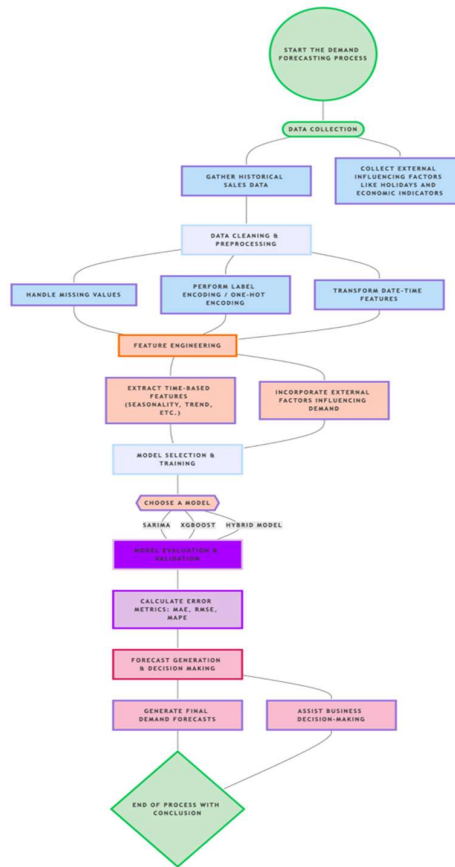 START THE DEMAND
FORECASTING PROCESS
DATA COLLECTION
GATHER HISTORICAL
SALES DATA
COLLECT EXTERNAL
INFLUENCING FACTORS
LIKE HOLIDAYS AND
ECONOMIC INDICATORS
DATA CLEANING &
PREPROCESSING
HANDLE MISSING VALUES
PERFORM LABEL
ENCODING / ONE-HOT
ENCODING
TRANSFORM DATE-TIME
FEATURES
FEATURE ENGINEERING
EXTRACT TIME-BASED
FEATURES
(SEASONALITY, TREND,
ETC.)
INCORPORATE EXTERNAL
FACTORS INFLUENCING
DEMAND
MODEL SELECTION &
TRAINING
CHOOSE A MODEL
SARIMA
XGBOOST
HYBRID MODEL
MODEL EVALUATION &
VALIDATION
CALCULATE ERROR
METRICS: MAE, RMSE,
MAPE
FORECAST GENERATION
& DECISION MAKING
GENERATE FINAL
DEMAND FORECASTS
ASSIST BUSINESS
DECISION-MAKING
END OF PROCESS WITH
CONCLUSION